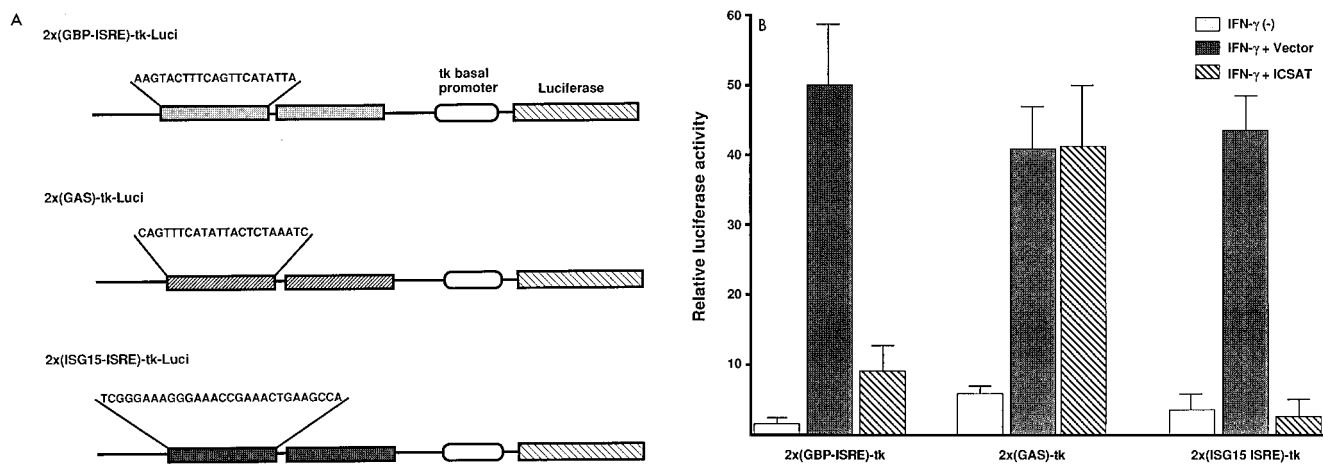 A
2x(GBP-ISRE)-tk-Luci
AAGTACTTTCAGTTCATATTA
tk basal
promoter
Luciferase
2x(GAS)-tk-Luci
CAGTTTCATATTACTCTAAATC
2x(ISG15-ISRE)-tk-Luci
TCGGGAAAGGGAAACCGAAACTGAAGCCA
B
Relative luciferase activity
60
50
40
30
20
10
IFN-γ (-)
IFN-γ + Vector
IFN-γ + ICSAT
2x(GBP-ISRE)-tk
2x(GAS)-tk
2x(ISG15 ISRE)-tk